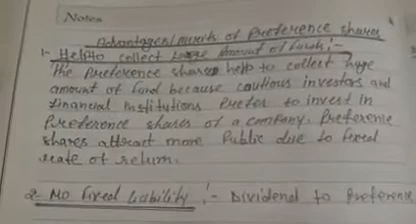 Notes
Advantages/merits of Preference shares
1- Help to collect large amount of funds:-
The Preference shares help to collect huge
amount of fund because cautious investors and
financial institutions Prefer to invest in
Preference shares of a company. Preference
shares attract more Public due to fixed
rate of return.
2- No fixed liability :- Dividend to Preference